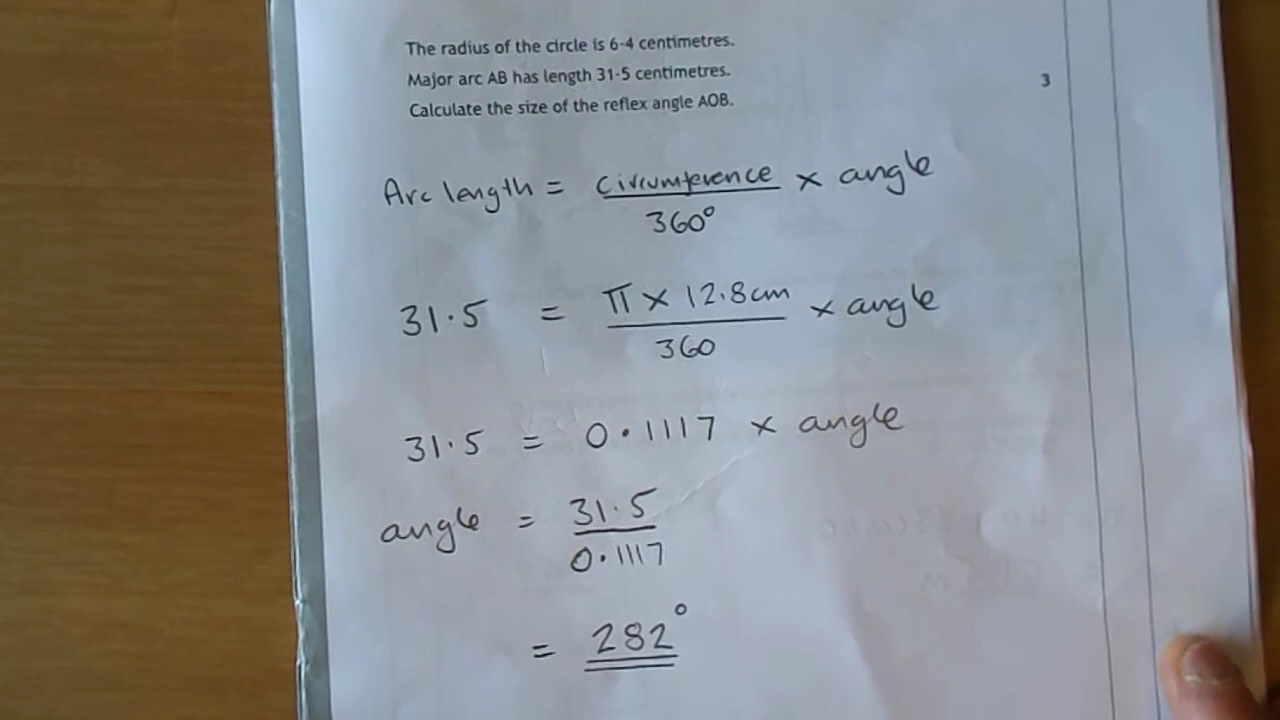 The radius of the circle is 6·4 centimetres.
Major arc AB has length 31·5 centimetres.
Calculate the size of the reflex angle AOB.
3
Arc length = circumference / 360° × angle
31.5 = π × 12.8cm / 360 × angle
31.5 = 0.1117 × angle
angle = 31.5 / 0.1117
= 282°